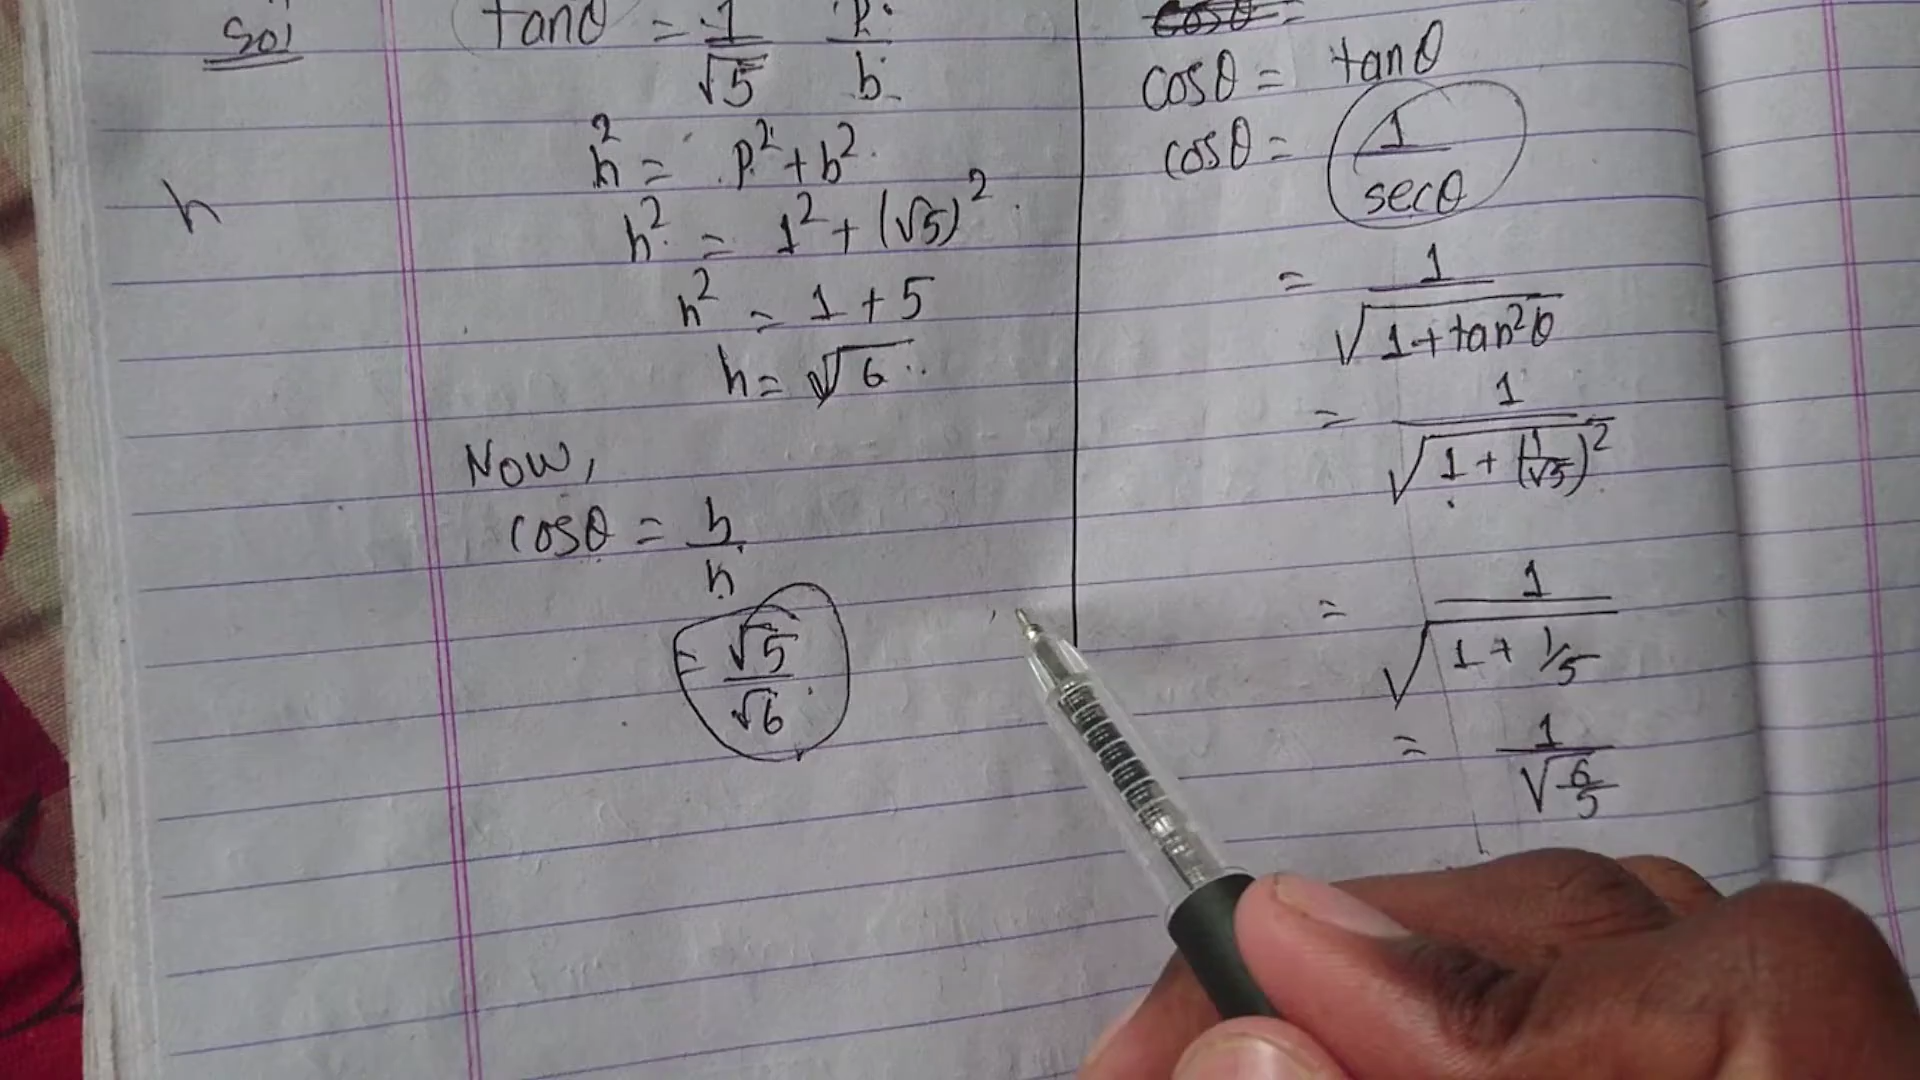 Sol
tanθ = 1/√5 p/b
h² = p² + b²
h
h² = 1² + (√5)²
h² = 1 + 5
h = √6
Now,
cosθ = b/h
= √5/√6
cosθ =
cosθ = tanθ
cosθ = 1/secθ
= 1/√(1+tan²θ)
= 1/√(1+(1/√5)²)
= 1/√(1+1/5)
= 1/√(6/5)